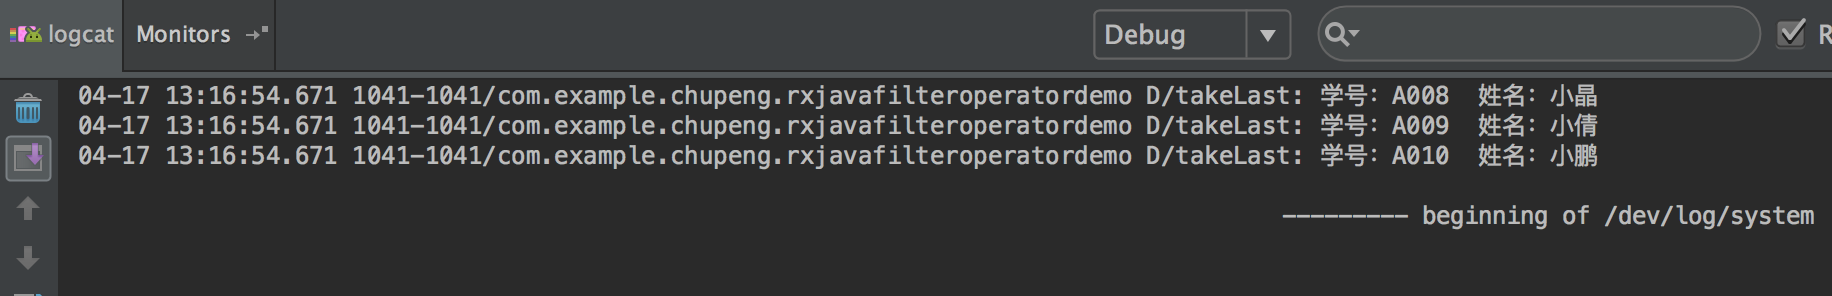 logcat Monitors Debug R
04-17 13:16:54.671 1041-1041/com.example.chupeng.rxjavafilteroperatordemo D/takeLast: 学号：A008  姓名：小晶
04-17 13:16:54.671 1041-1041/com.example.chupeng.rxjavafilteroperatordemo D/takeLast: 学号：A009  姓名：小倩
04-17 13:16:54.671 1041-1041/com.example.chupeng.rxjavafilteroperatordemo D/takeLast: 学号：A010  姓名：小鹏
--------- beginning of /dev/log/system